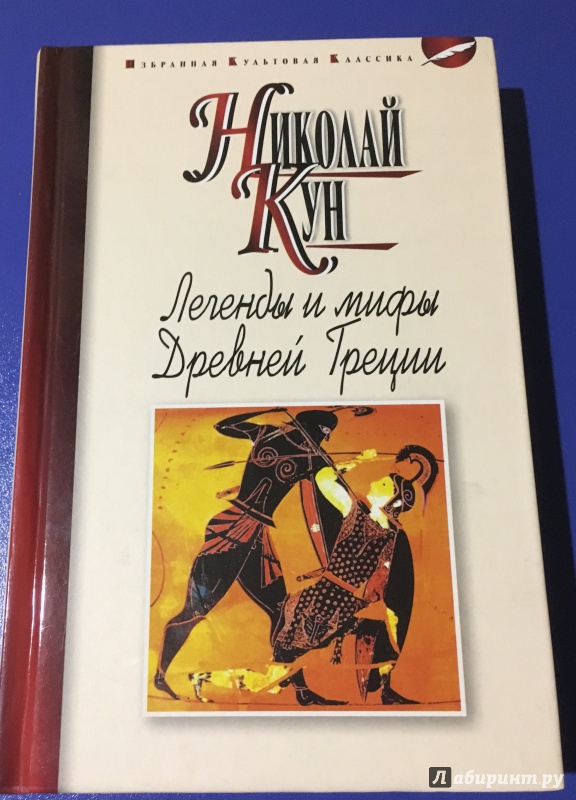 Избранная Культовая Классика
Николай
Кун
Легенды и мифы
Древней Греции
Лабиринт.ру